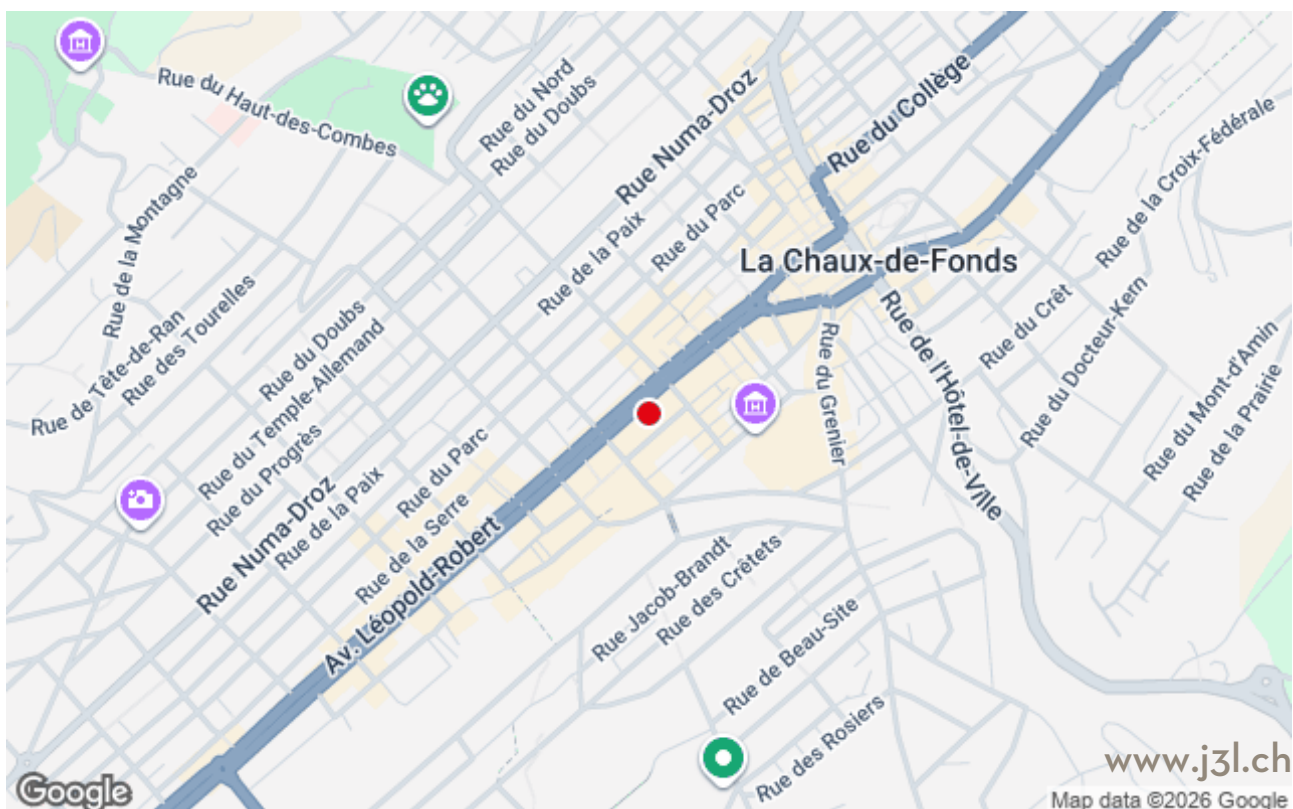 Rue du Haut-des-Combes
Rue du Nord
Rue du Doubs
Rue Numa-Droz
Rue du Collège
Rue de la Croix-Fédérale
Rue de la Montagne
Rue de la Paix
Rue du Parc
La Chaux-de-Fonds
Rue de Tête-de-Ran
Rue des Tourelles
Rue du Doubs
Rue du Temple-Allemand
Rue du Progrès
Rue Numa-Droz
Rue de la Paix
Rue du Parc
Rue de la Serre
Av. Léopold-Robert
Rue du Grenier
Rue de l'Hôtel-de-Ville
Rue du Crêt
Rue du Docteur-Kern
Rue du Mont-d'Amin
Rue de la Prairie
Rue Jacob-Brandt
Rue des Crêtets
Rue de Beau-Site
Rue des Rosiers
www.j3l.ch
Google
Map data ©2026 Google